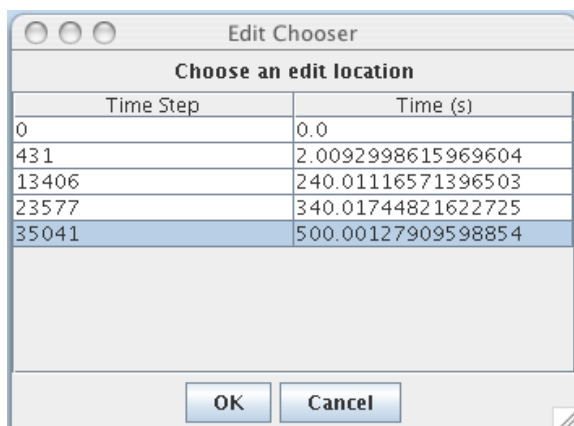 Edit Chooser
Choose an edit location
Time Step Time (s)
0 0.0
431 2.0092998615969604
13406 240.01116571396503
23577 340.01744821622725
35041 500.00127909598854
OK Cancel